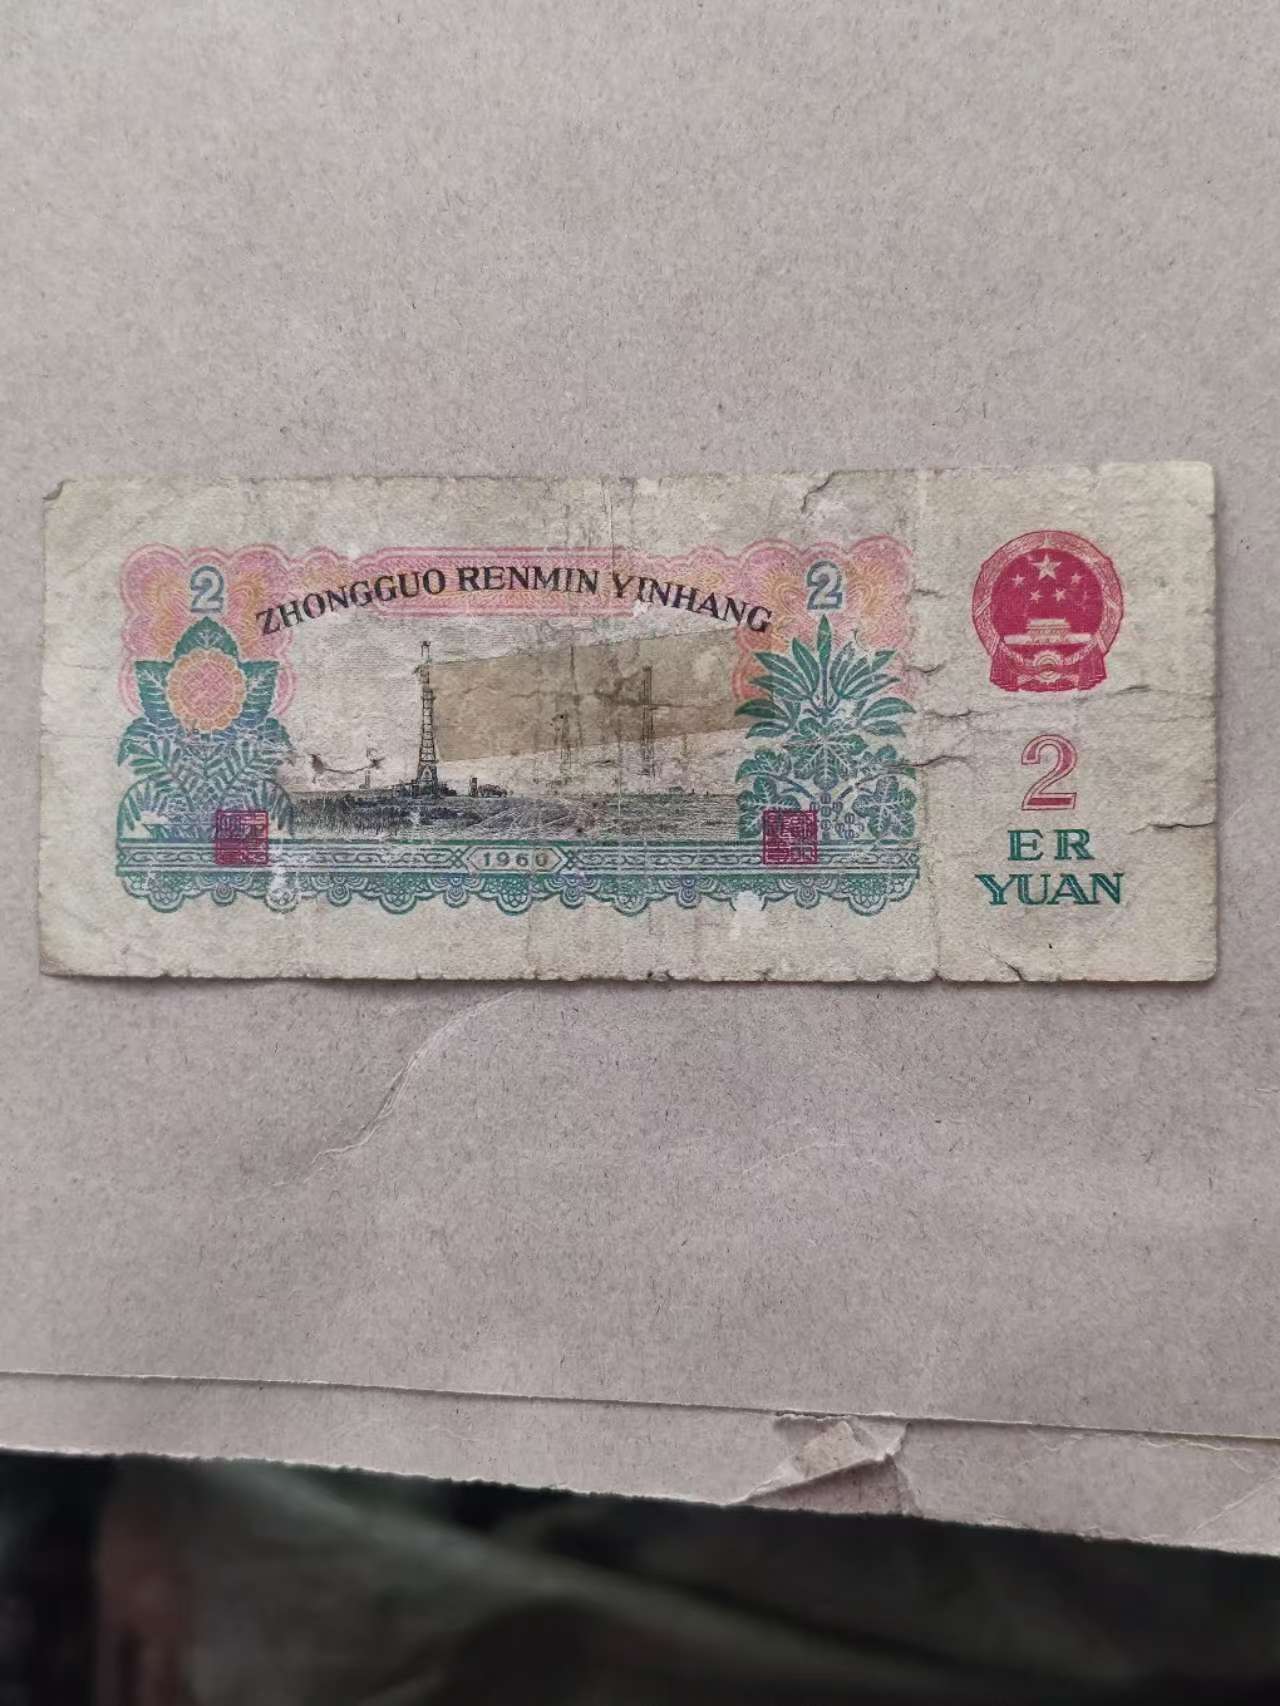 2
ZHONGGUO RENMIN YINHANG
2
2
ER
YUAN
1960